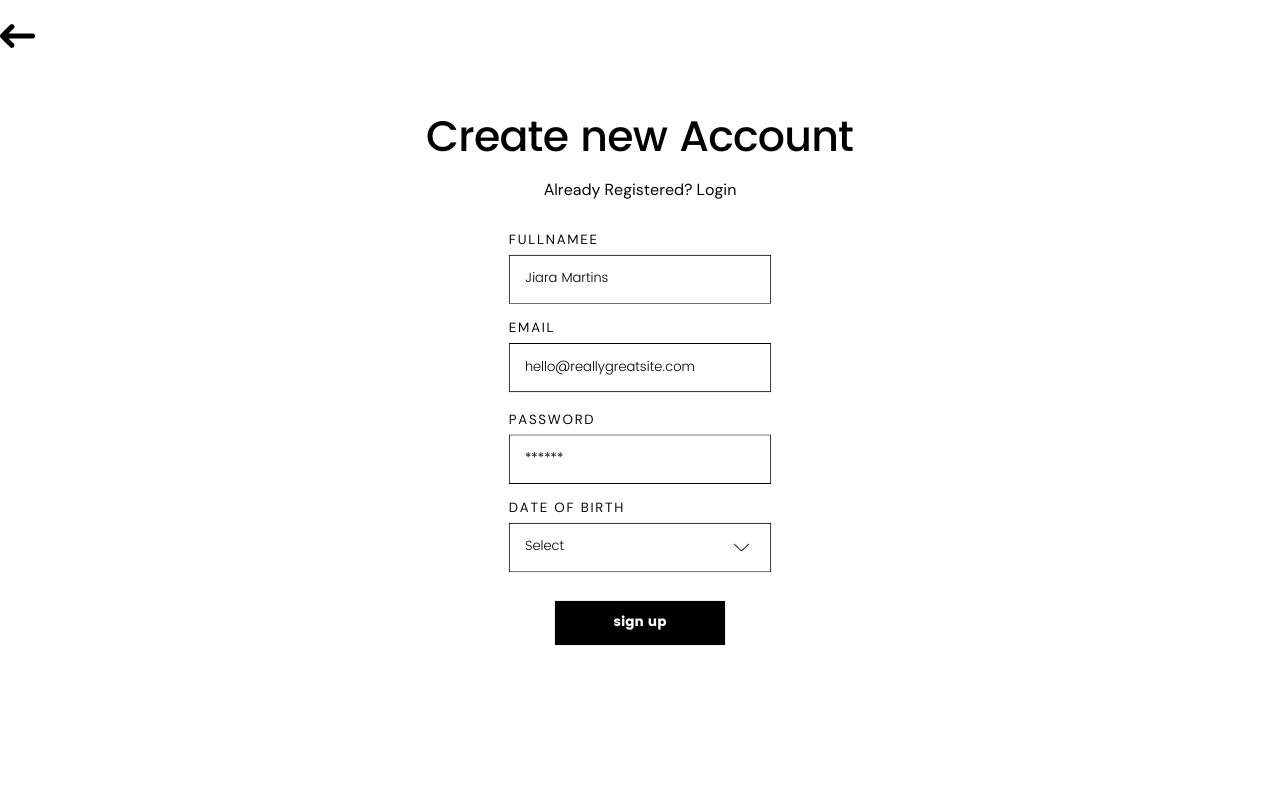 Create new Account
Already Registered? Login
FULLNAMEE
Jiara Martins
EMAIL
hello@reallygreatsite.com
PASSWORD
******
DATE OF BIRTH
Select
sign up